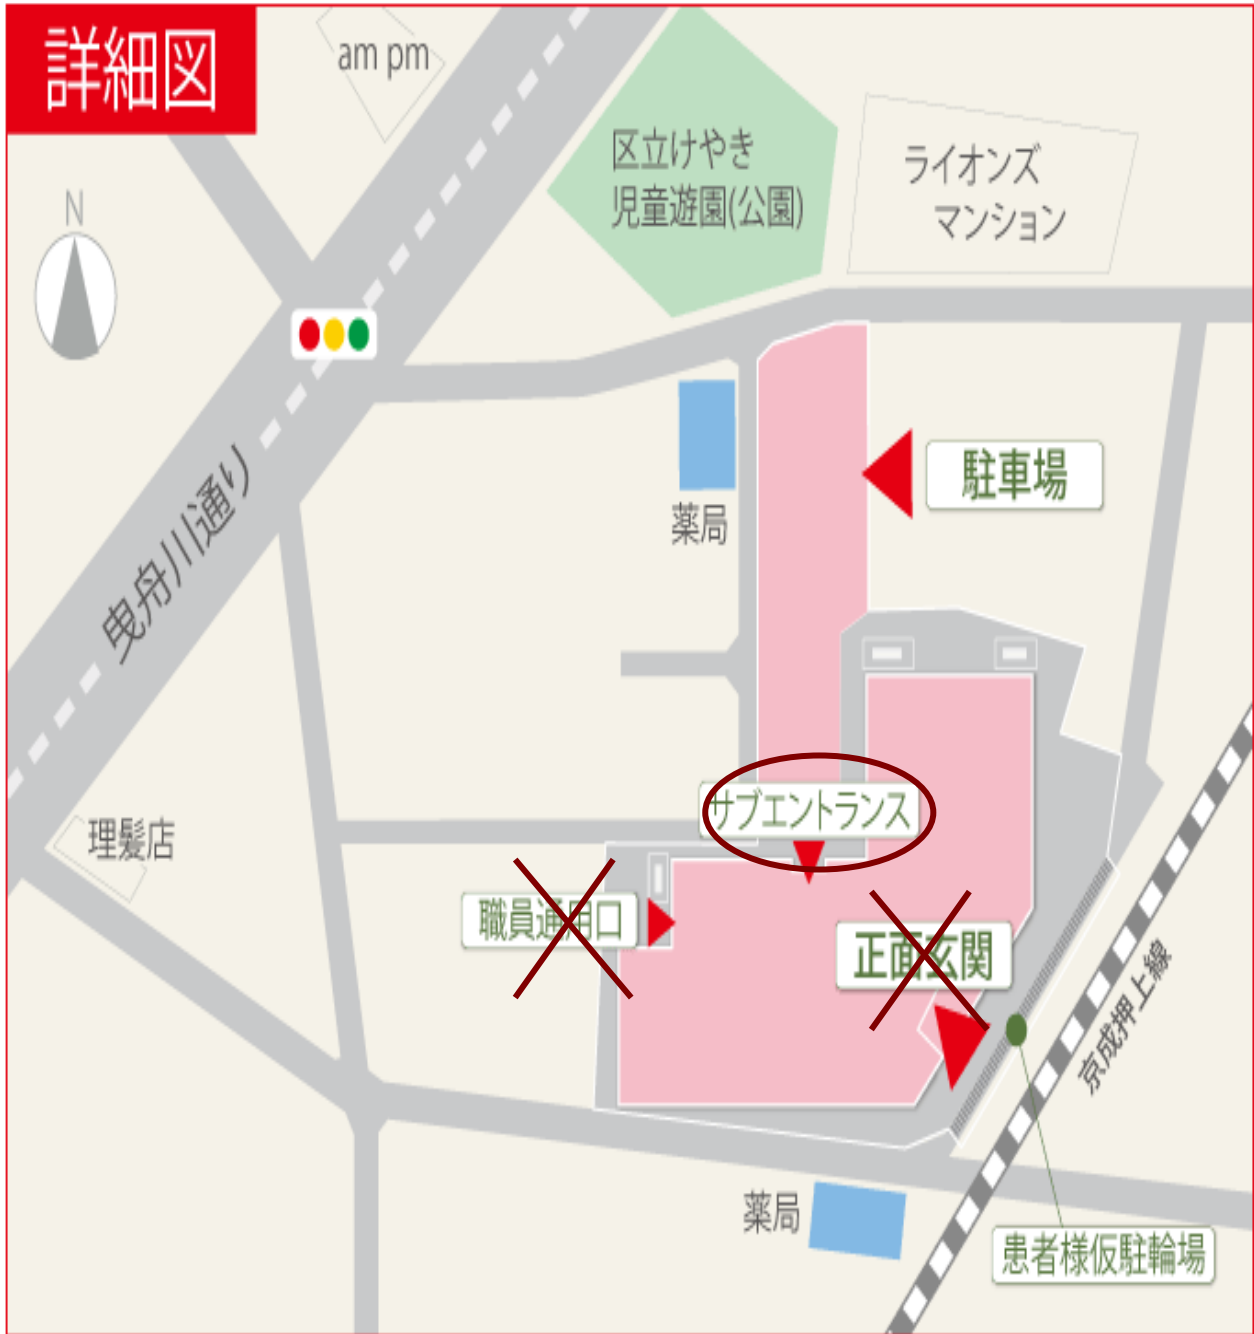 詳細図
am pm
区立けやき
児童遊園(公園)
ライオンズ
マンション
N
曳舟川通り
薬局
駐車場
サブエントランス
理髪店
職員通用口
正面玄関
京成押上線
薬局
患者様仮駐輪場